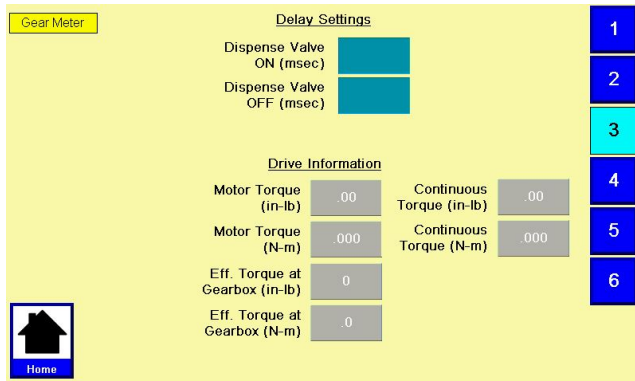 Gear Meter
Delay Settings
Dispense Valve
ON (msec)
Dispense Valve
OFF (msec)
Drive Information
Motor Torque
(in-lb)
.00
Continuous
Torque (in-lb)
.00
Motor Torque
(N-m)
.000
Continuous
Torque (N-m)
.000
Eff. Torque at
Gearbox (in-lb)
0
Eff. Torque at
Gearbox (N-m)
.0
1
2
3
4
5
6
Home